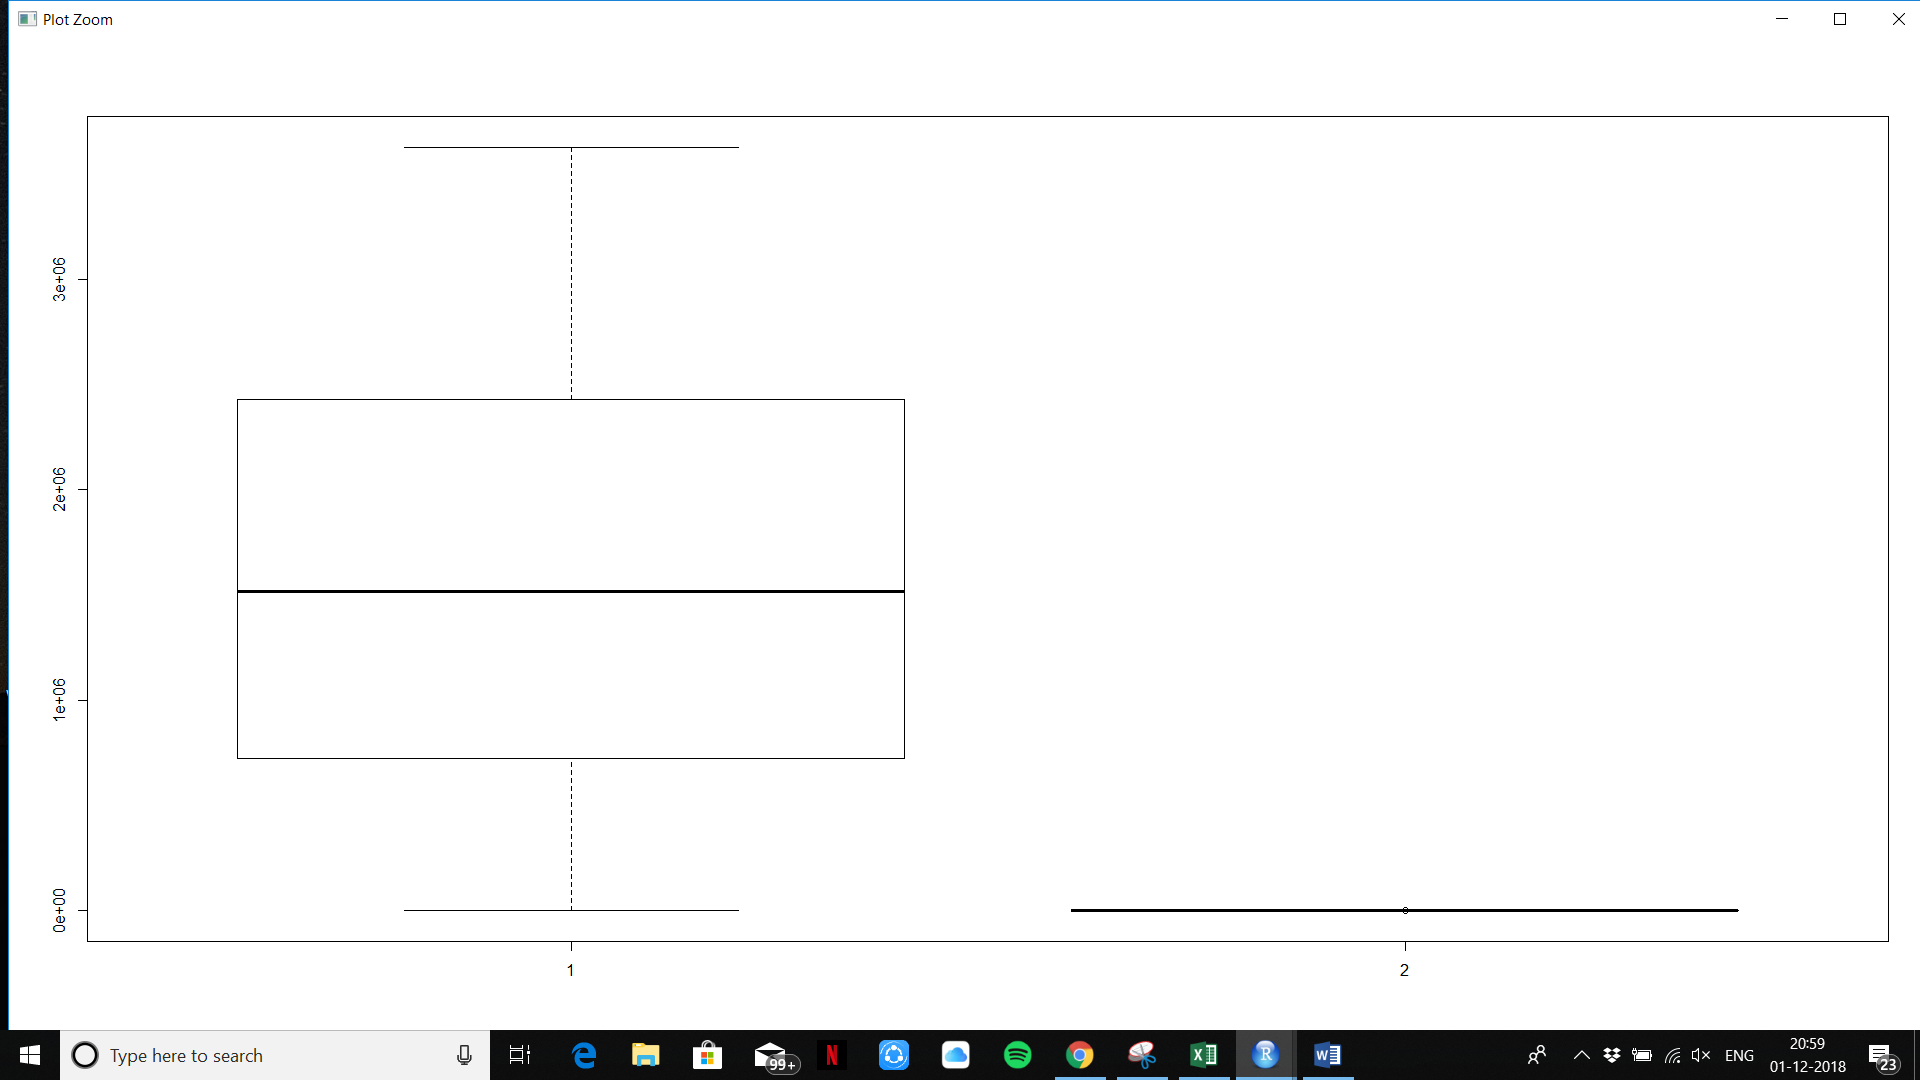 Plot Zoom
3e+06
2e+06
1e+06
0e+00
1
2
Type here to search
99+
N
R
ENG
20:59
01-12-2018
23